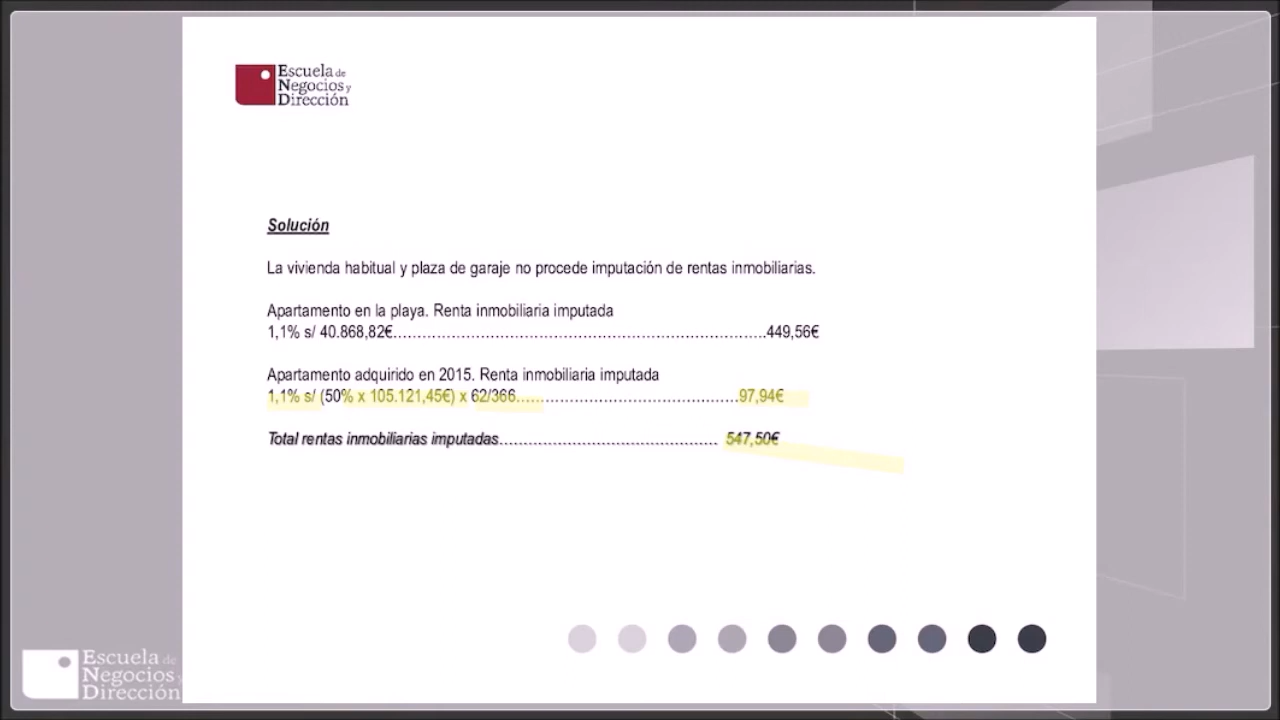 Escuela de
Negocios y
Dirección
Solución
La vivienda habitual y plaza de garaje no procede imputación de rentas inmobiliarias.
Apartamento en la playa. Renta inmobiliaria imputada
1,1% s/ 40.868,82€……………………………………………………………..449,56€
Apartamento adquirido en 2015. Renta inmobiliaria imputada
1,1% s/ (50% x 105.121,45€) x 62/366……………………………………..97,94€
Total rentas inmobiliarias imputadas…………………………………… 547,50€
Escuela de
Negocios y
Dirección